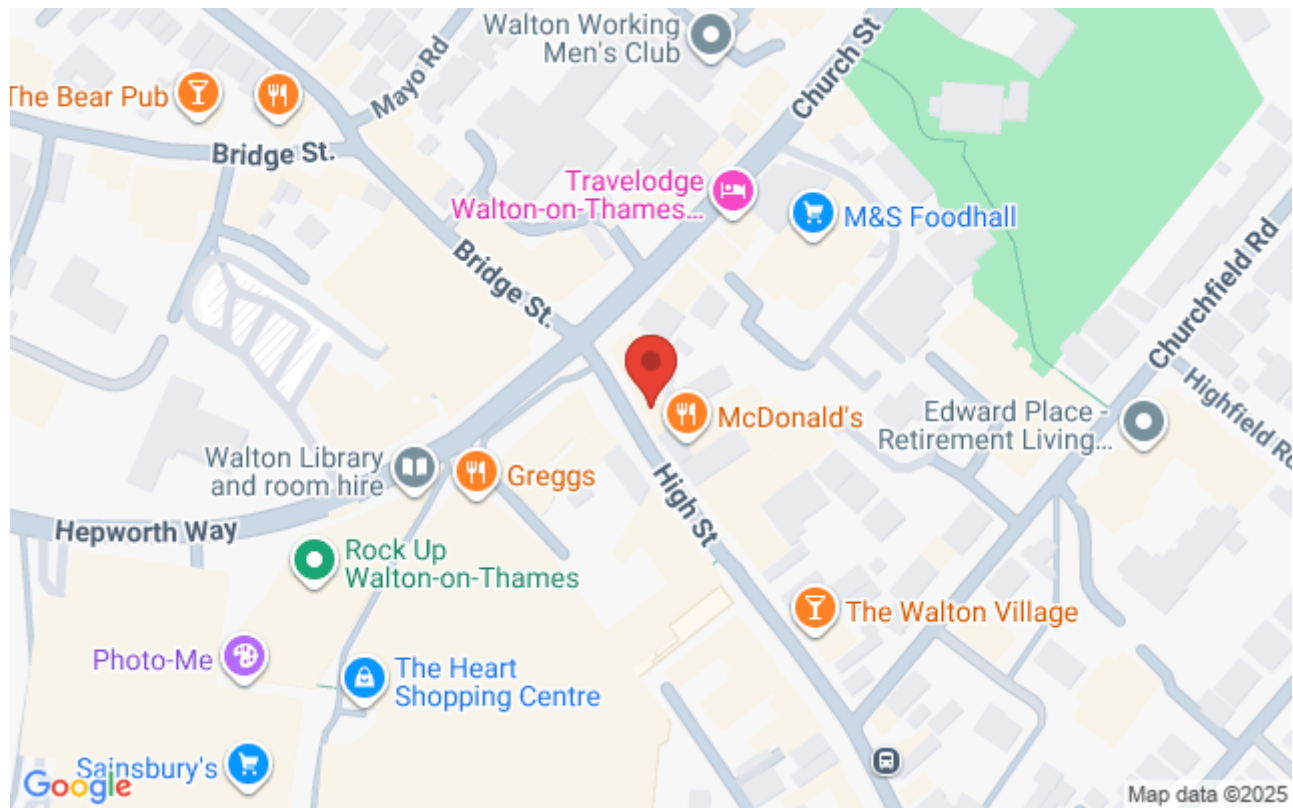 Walton Working
Men's Club
Church St
Mayo Rd
The Bear Pub
Bridge St.
Travelodge
Walton-on-Thames...
M&S Foodhall
Bridge St.
Churchfield Rd
Highfield Rd
McDonald's
Edward Place -
Retirement Living...
Walton Library
and room hire
Greggs
High St
Hepworth Way
Rock Up
Walton-on-Thames
The Walton Village
Photo-Me
The Heart
Shopping Centre
Sainsbury's
Google
Map data ©2025